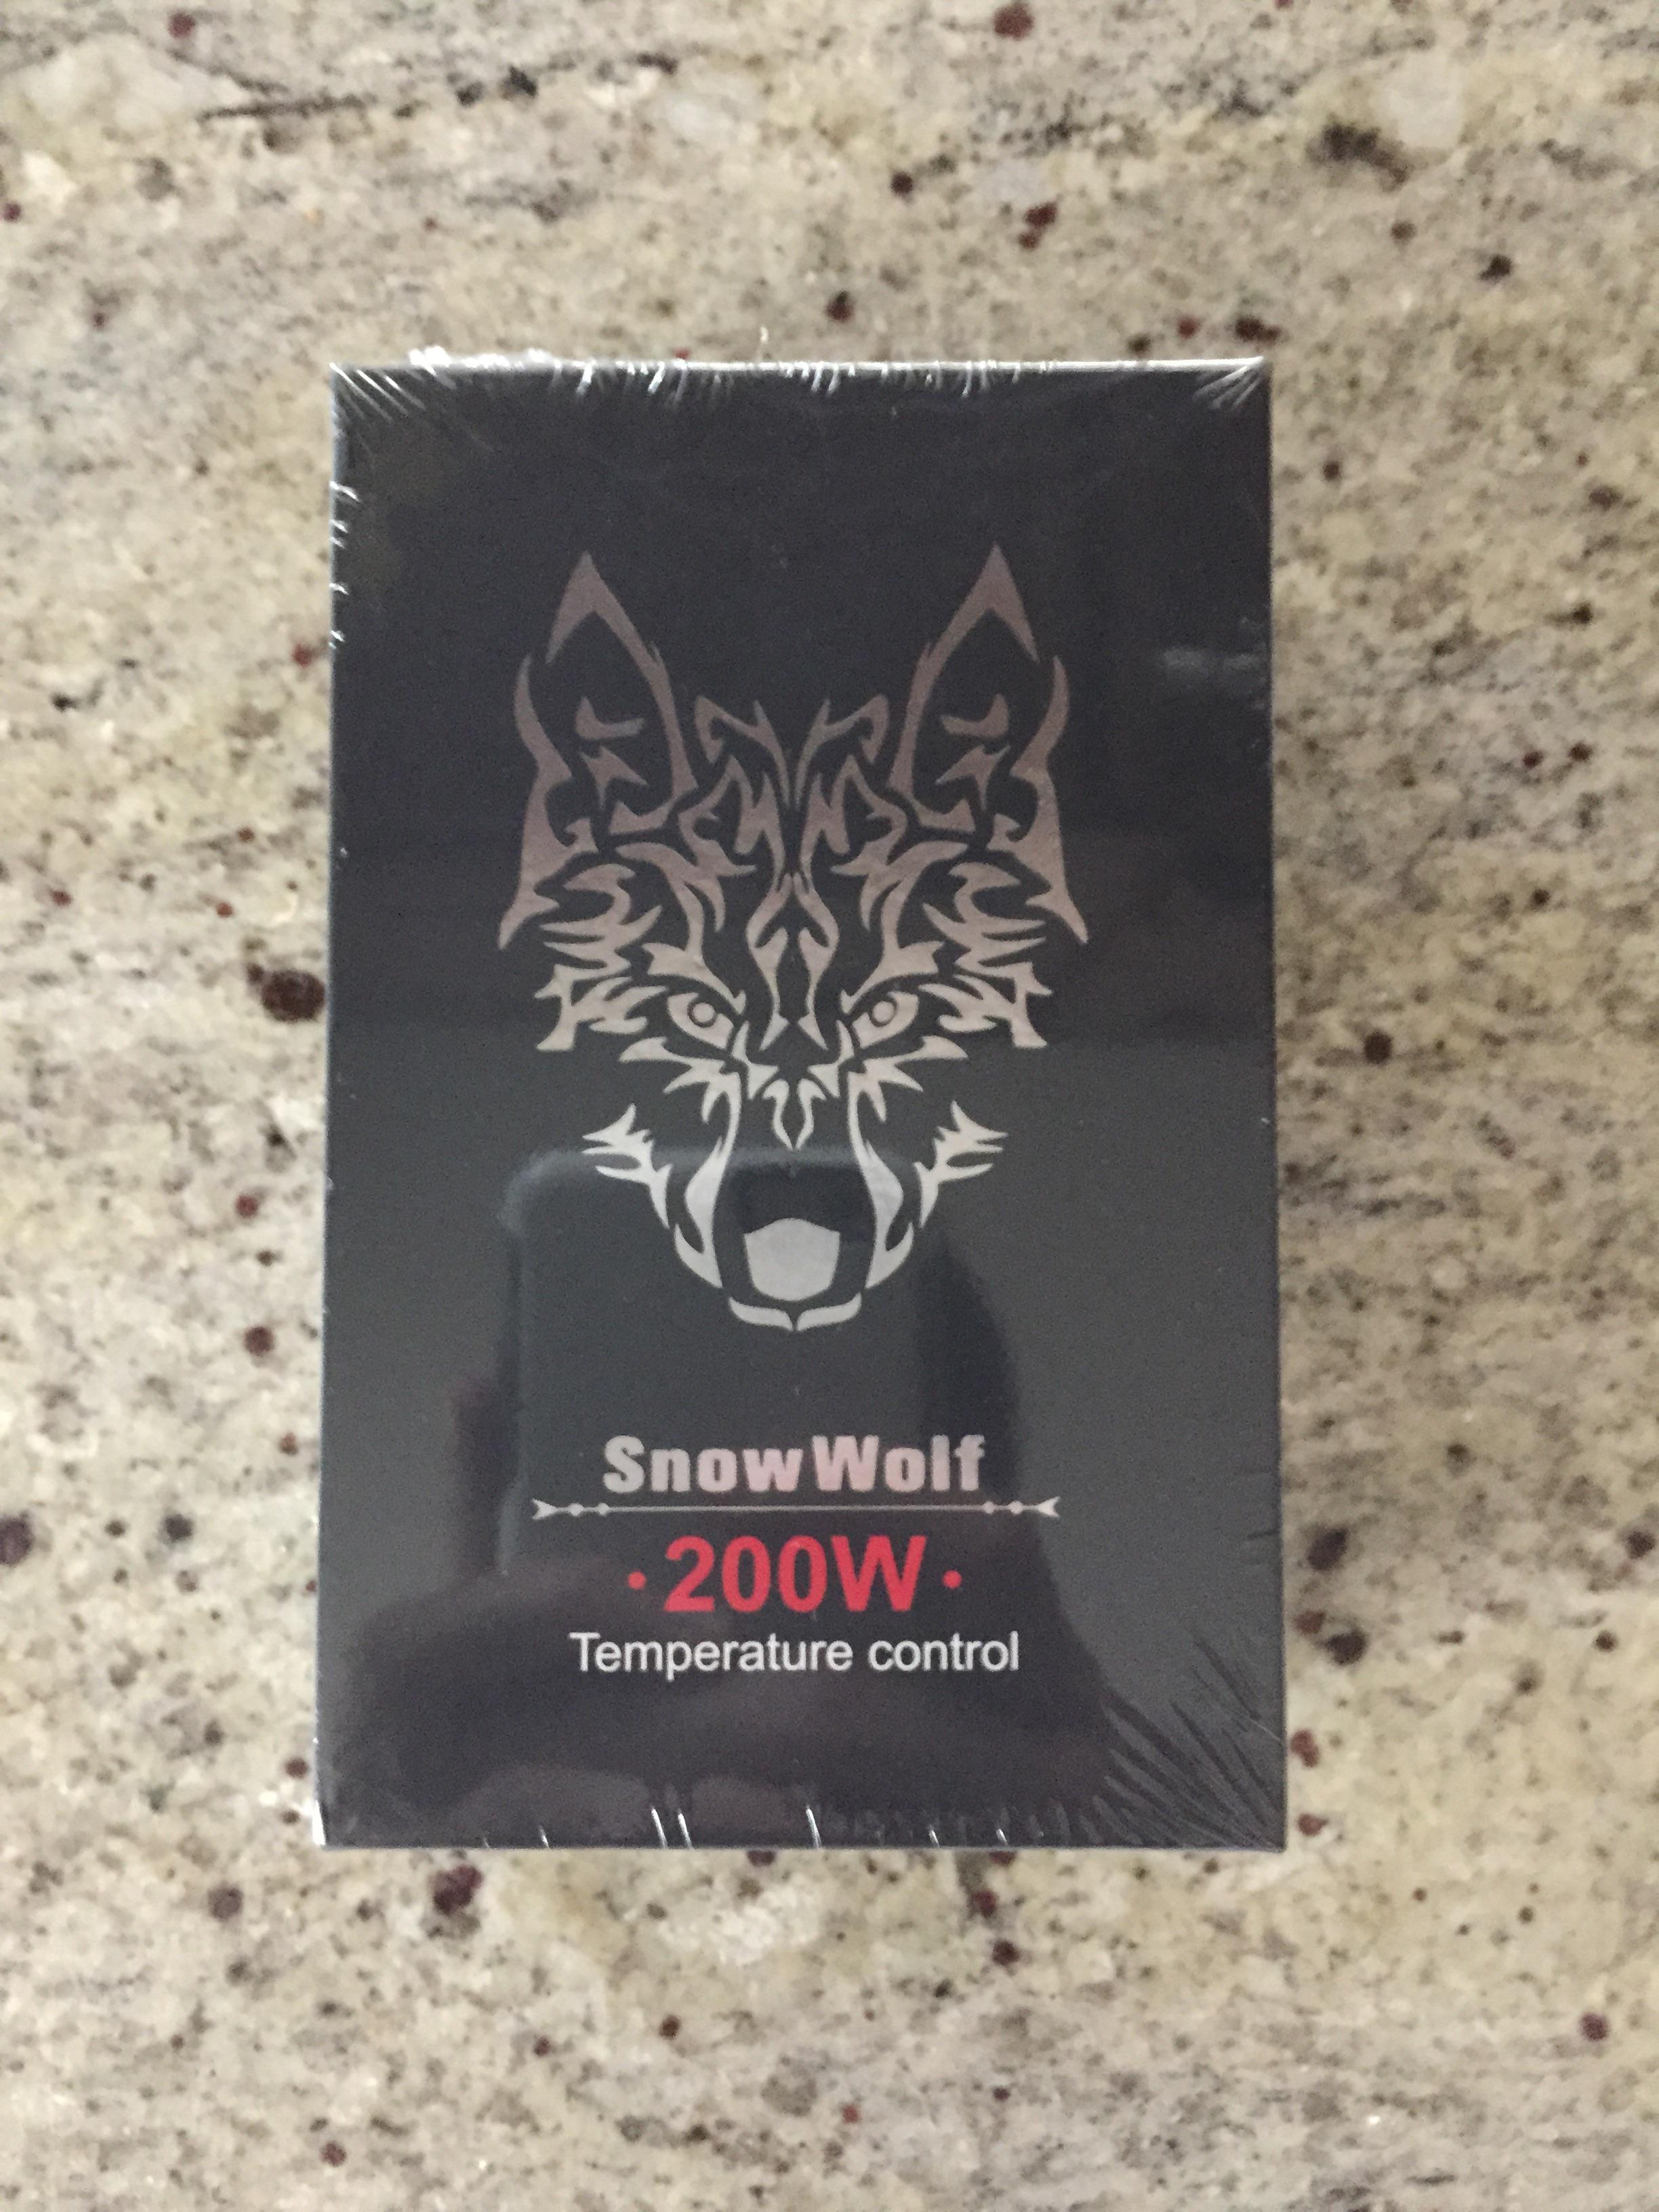 SnowWolf
·200W·
Temperature control